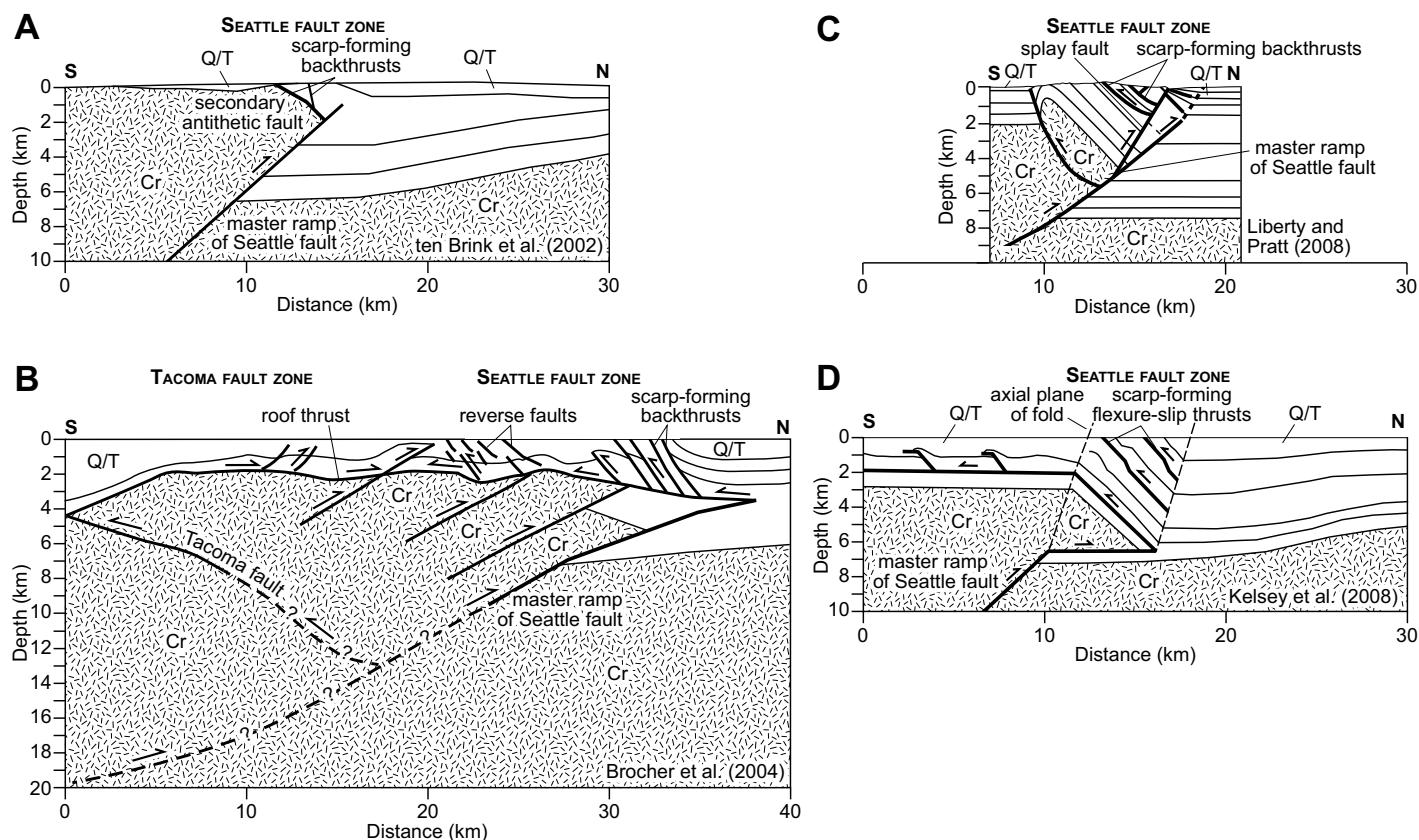 A
SEATTLE FAULT ZONE
scarp-forming
backthrusts
Q/T
Q/T
S
N
secondary
antithetic fault
Cr
Cr
master ramp
of Seattle fault
ten Brink et al. (2002)
Depth (km)
0
2
4
6
8
10
0
10
20
30
Distance (km)
B
TACOMA FAULT ZONE
SEATTLE FAULT ZONE
roof thrust
reverse faults
scarp-forming
backthrusts
S
N
Q/T
Q/T
Cr
Cr
Cr
Tacoma fault
?
?
?
?
?
master ramp
of Seattle fault
Cr
Cr
Brocher et al. (2004)
Depth (km)
0
2
4
6
8
10
12
14
16
18
20
0
10
20
30
40
Distance (km)
C
SEATTLE FAULT ZONE
splay fault
scarp-forming backthrusts
S
Q/T
Q/T
N
Cr
Cr
master ramp
of Seattle fault
Cr
Liberty and
Pratt (2008)
Depth (km)
0
2
4
6
8
0
10
20
30
Distance (km)
D
SEATTLE FAULT ZONE
axial plane
of fold
scarp-forming
flexure-slip thrusts
S
Q/T
Q/T
N
Cr
Cr
master ramp
of Seattle fault
Cr
Kelsey et al. (2008)
Depth (km)
0
2
4
6
8
10
0
10
20
30
Distance (km)